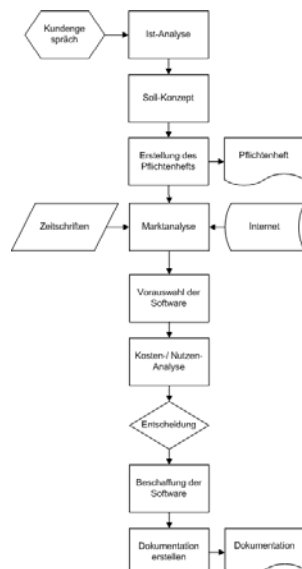 Kundenge
spräch
Ist-Analyse
Soll-Konzept
Erstellung des
Pflichtenhefts
Pflichtenheft
Zeitschriften
Marktanalyse
Internet
Vorauswahl der
Software
Kosten-/ Nutzen-
Analyse
Entscheidung
Beschaffung der
Software
Dokumentation
erstellen
Dokumentation